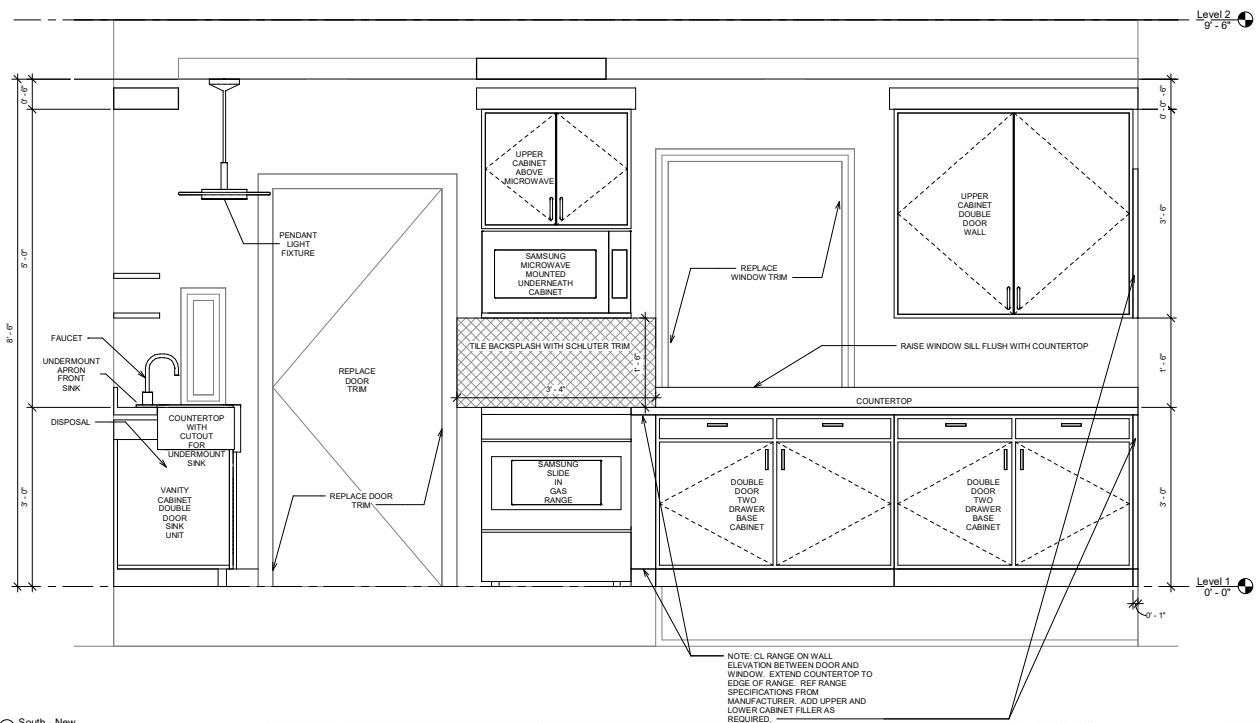 Level 2
9' - 6"
0' - 6"
0' - 6"
0' -
UPPER
CABINET
ABOVE
MICROWAVE
UPPER
CABINET
DOUBLE
DOOR
WALL
3' - 6"
PENDANT
LIGHT
FIXTURE
5' - 0"
SAMSUNG
MICROWAVE
MOUNTED
UNDERNEATH
CABINET
REPLACE
WINDOW TRIM
8' - 6"
FAUCET
UNDERMOUNT
APRON
FRONT
SINK
TILE BACKSPLASH WITH SCHLUTER TRIM
1' - 6"
RAISE WINDOW SILL FLUSH WITH COUNTERTOP
1' - 6"
REPLACE
DOOR
TRIM
3' - 4"
COUNTERTOP
DISPOSAL
COUNTERTOP
WITH
CUTOUT
FOR
UNDERMOUNT
SINK
SAMSUNG
SLIDE
IN
GAS
RANGE
DOUBLE
DOOR
TWO
DRAWER
BASE
CABINET
DOUBLE
DOOR
TWO
DRAWER
BASE
CABINET
3' - 0"
VANITY
CABINET
DOUBLE
DOOR
SINK
UNIT
REPLACE DOOR
TRIM
3' - 0"
Level 1
0' - 0"
0' - 1"
NOTE: CL RANGE ON WALL
ELEVATION BETWEEN DOOR AND
WINDOW. EXTEND COUNTERTOP TO
EDGE OF RANGE. REF RANGE
SPECIFICATIONS FROM
MANUFACTURER. ADD UPPER AND
LOWER CABINET FILLER AS
REQUIRED.
South - New